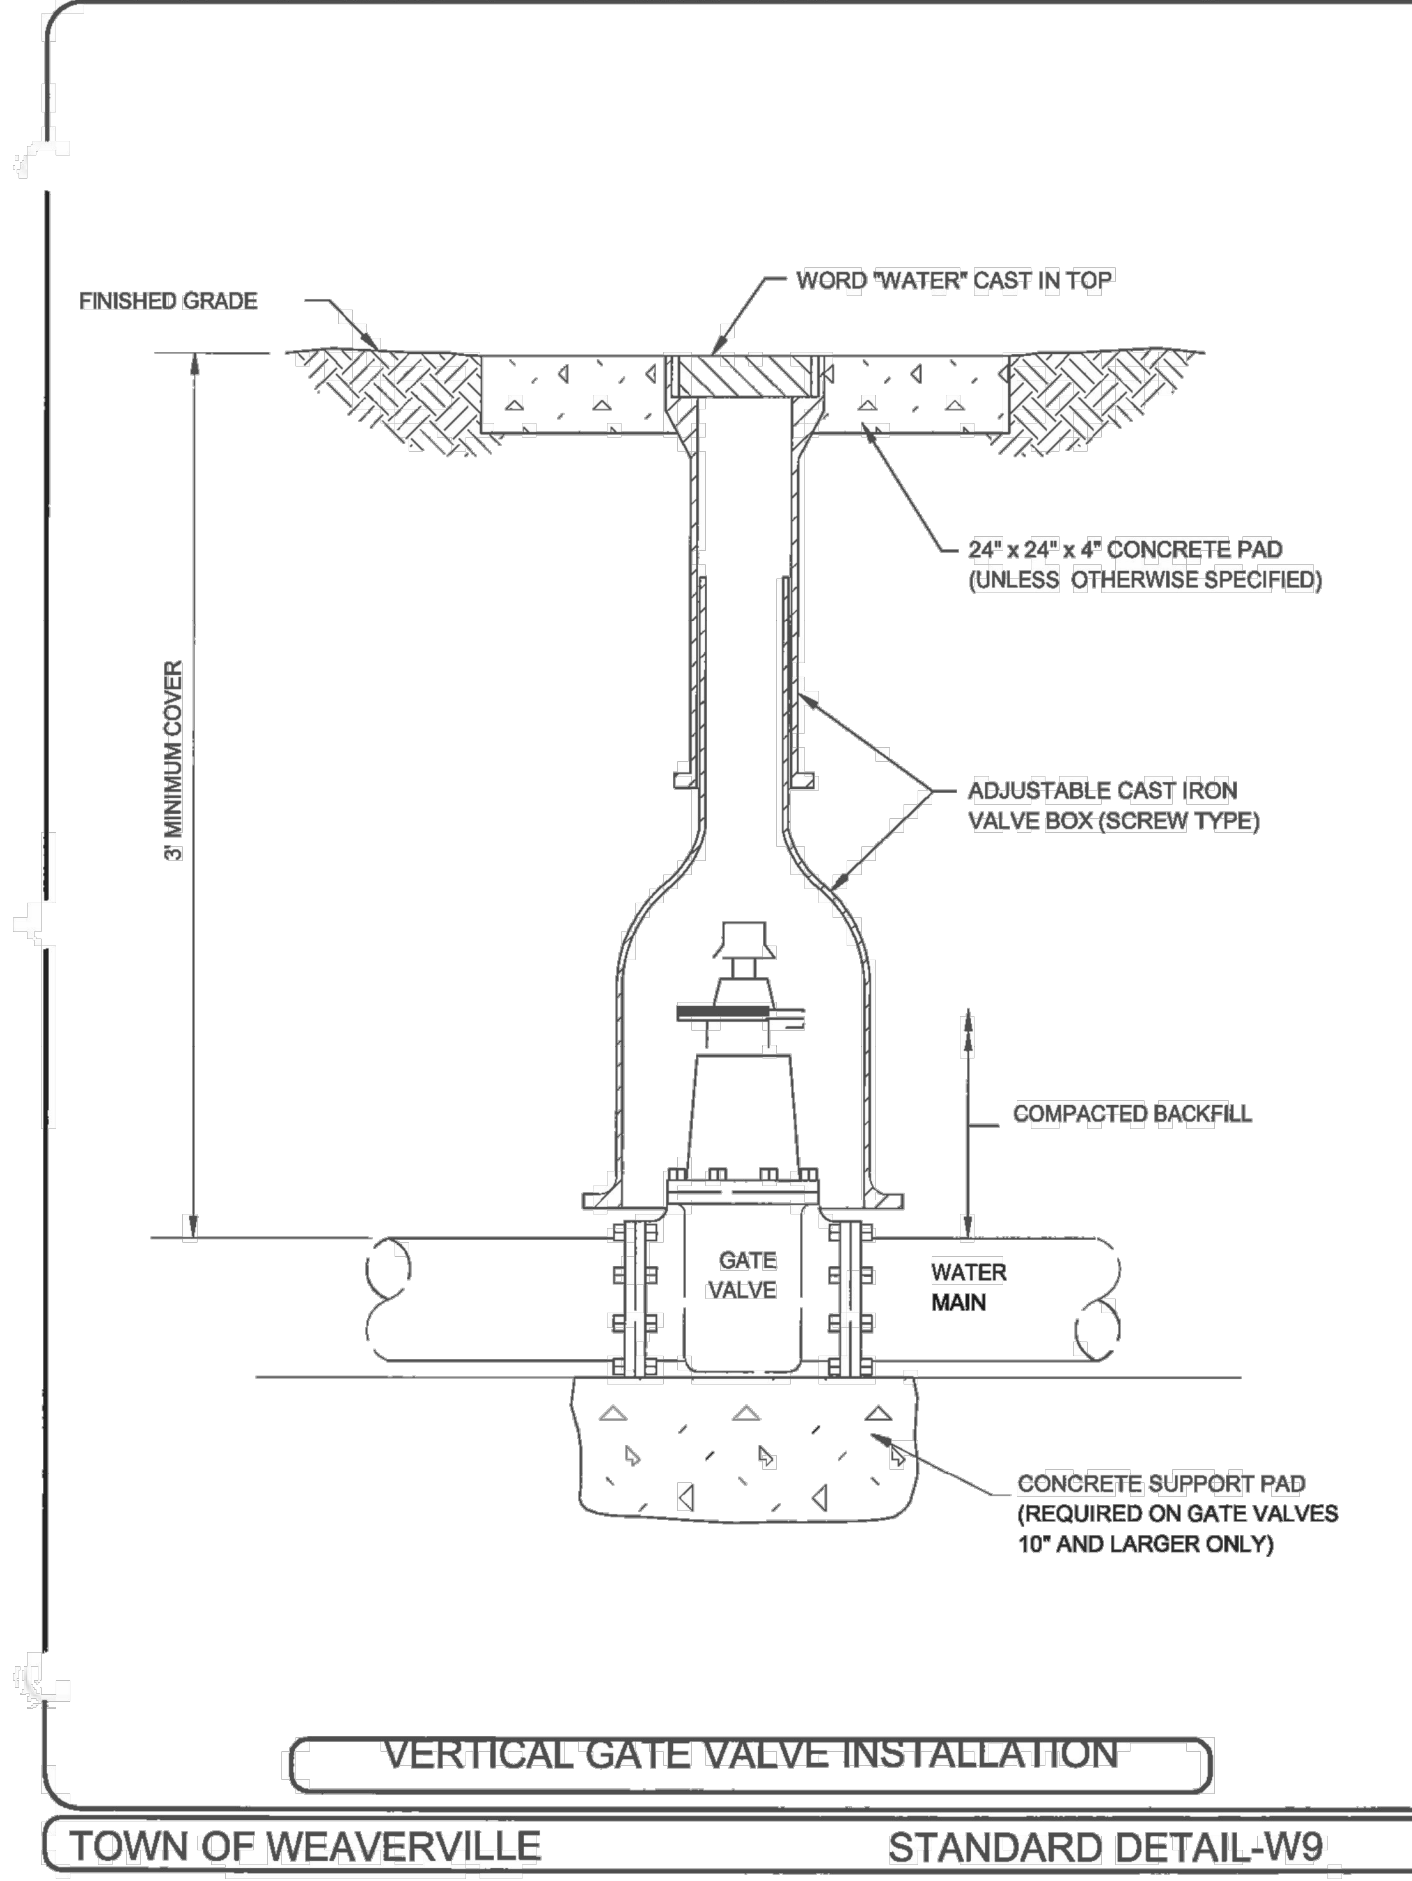 FINISHED GRADE
WORD "WATER" CAST IN TOP
24" x 24" x 4" CONCRETE PAD
(UNLESS OTHERWISE SPECIFIED)
3' MINIMUM COVER
ADJUSTABLE CAST IRON
VALVE BOX (SCREW TYPE)
COMPACTED BACKFILL
GATE
VALVE
WATER
MAIN
CONCRETE SUPPORT PAD
(REQUIRED ON GATE VALVES
10" AND LARGER ONLY)
VERTICAL GATE VALVE INSTALLATION
TOWN OF WEAVERVILLE
STANDARD DETAIL-W9